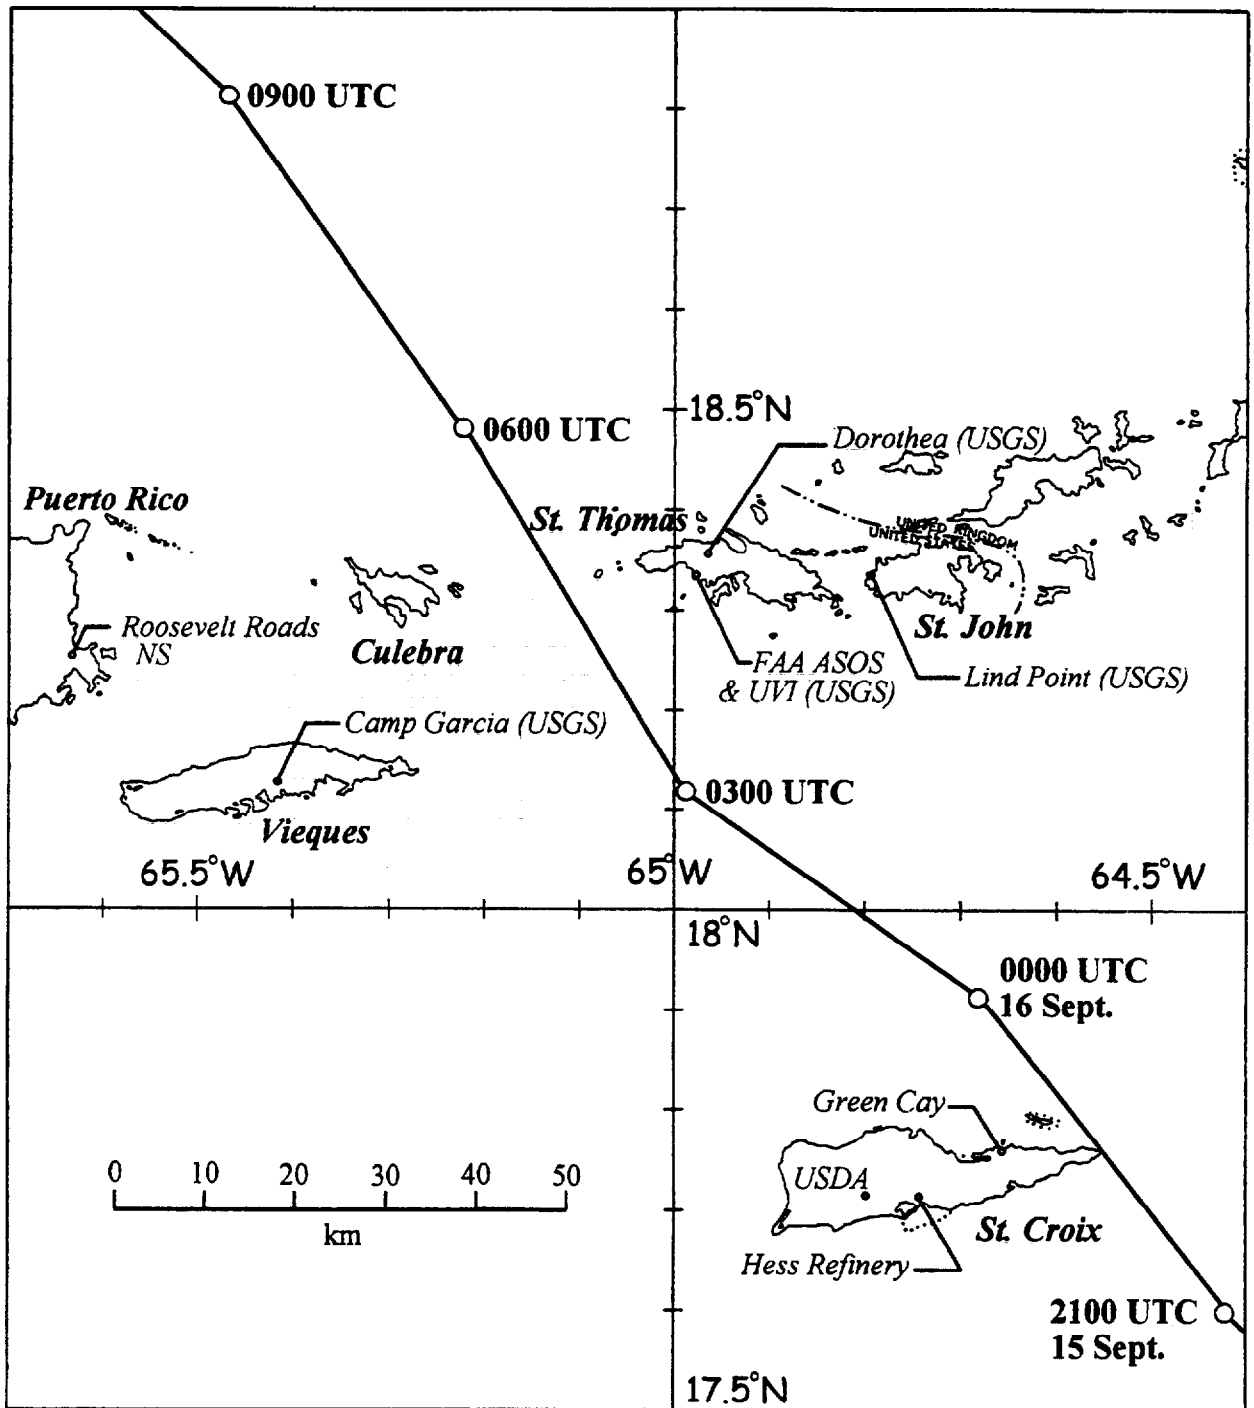 0900 UTC
18.5°N
0600 UTC
Dorothea (USGS)
Puerto Rico
St. Thomas
UNITED KINGDOM
UNITED STATES
Roosevelt Roads
NS
Culebra
St. John
FAA ASOS
& UVI (USGS)
Lind Point (USGS)
Camp Garcia (USGS)
0300 UTC
Vieques
65.5°W
65°W
64.5°W
18°N
0000 UTC
16 Sept.
Green Cay
0 10 20 30 40 50
km
USDA
St. Croix
Hess Refinery
2100 UTC
15 Sept.
17.5°N